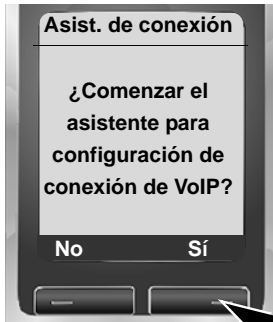 Asist. de conexión
¿Comenzar el
asistente para
configuración de
conexión de VoIP?
No Sí